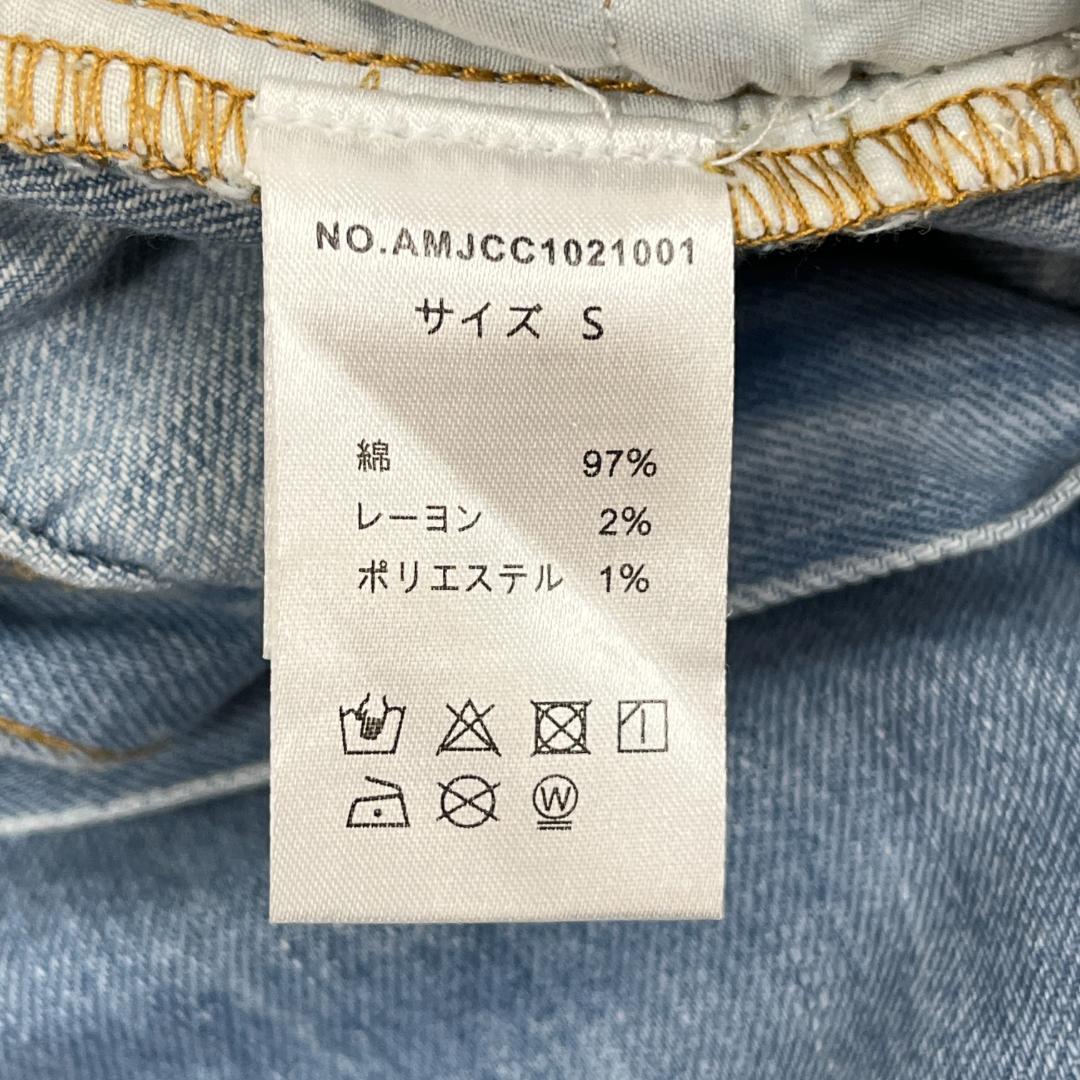 NO.AMJCC1021001
サイズ S
綿 97%
レーヨン 2%
ポリエステル 1%
W